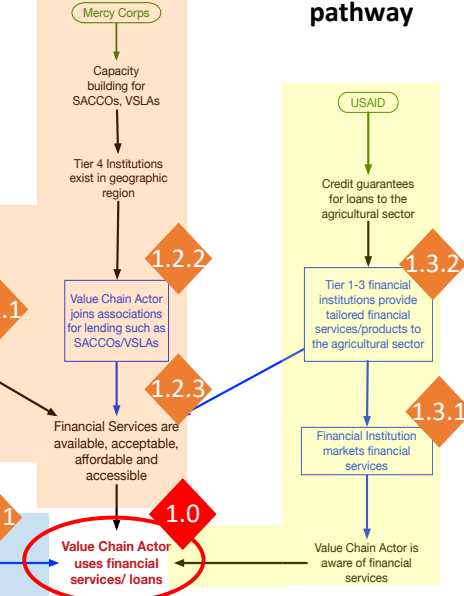 pathway
Mercy Corps
Capacity
building for
SACCOs, VSLAs
Tier 4 Institutions
exist in geographic
region
1.2.2
Value Chain Actor
joins associations
for lending such as
SACCOs/VSLAs
.1
1.2.3
Financial Services are
available, acceptable,
affordable and
accessible
1
1.0
Value Chain Actor
uses financial
services/ loans
USAID
Credit guarantees
for loans to the
agricultural sector
1.3.2
Tier 1-3 financial
institutions provide
tailored financial
services/products to
the agricultural sector
1.3.1
Financial Institution
markets financial
services
Value Chain Actor is
aware of financial
services